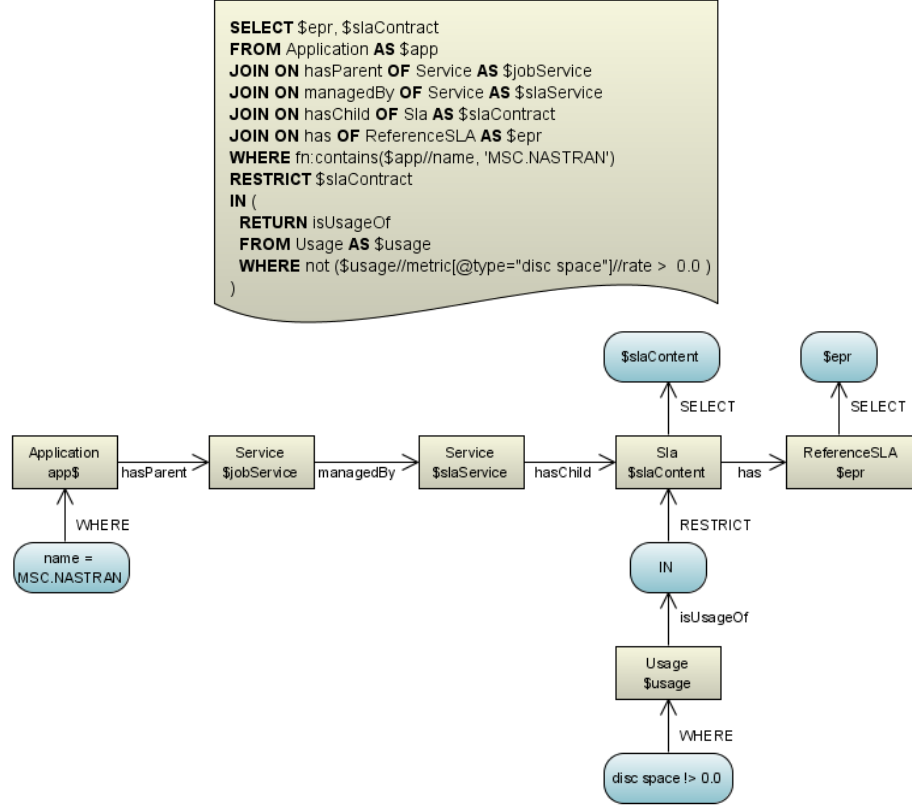 SELECT $epr, $slaContract
FROM Application AS $app
JOIN ON hasParent OF Service AS $jobService
JOIN ON managedBy OF Service AS $slaService
JOIN ON hasChild OF Sla AS $slaContract
JOIN ON has OF ReferenceSLA AS $epr
WHERE fn:contains($app//name, 'MSC.NASTRAN')
RESTRICT $slaContract
IN (
RETURN isUsageOf
FROM Usage AS $usage
WHERE not ($usage//metric[@type="disc space"]//rate > 0.0 )
)
$slaContent
$epr
SELECT
SELECT
Application
app$
hasParent
Service
$jobService
managedBy
Service
$slaService
hasChild
Sla
$slaContent
has
ReferenceSLA
$epr
WHERE
name =
MSC.NASTRAN
RESTRICT
IN
isUsageOf
Usage
$usage
WHERE
disc space !> 0.0